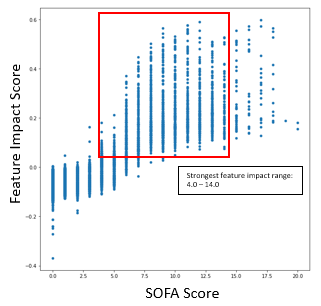 0.6
0.4
0.2
0.0
−0.2
−0.4
Feature Impact Score
Strongest feature impact range:
4.0 – 14.0
0.0 2.5 5.0 7.5 10.0 12.5 15.0 17.5 20.0
SOFA Score